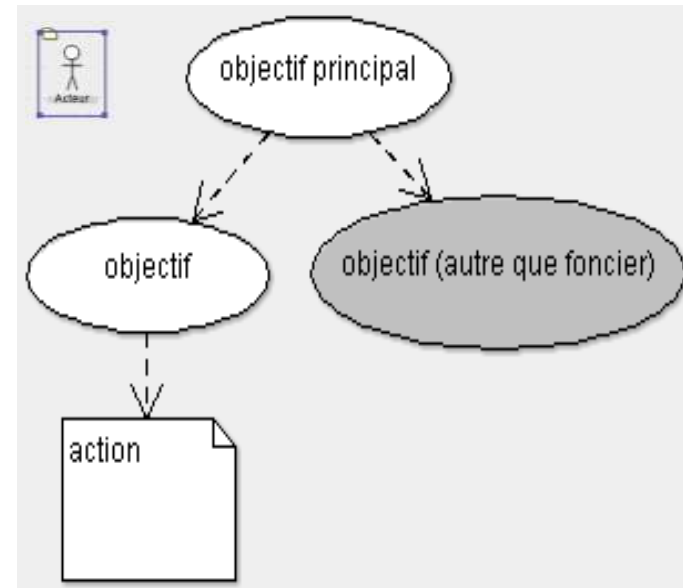 Acteur
objectif principal
objectif
objectif (autre que foncier)
action